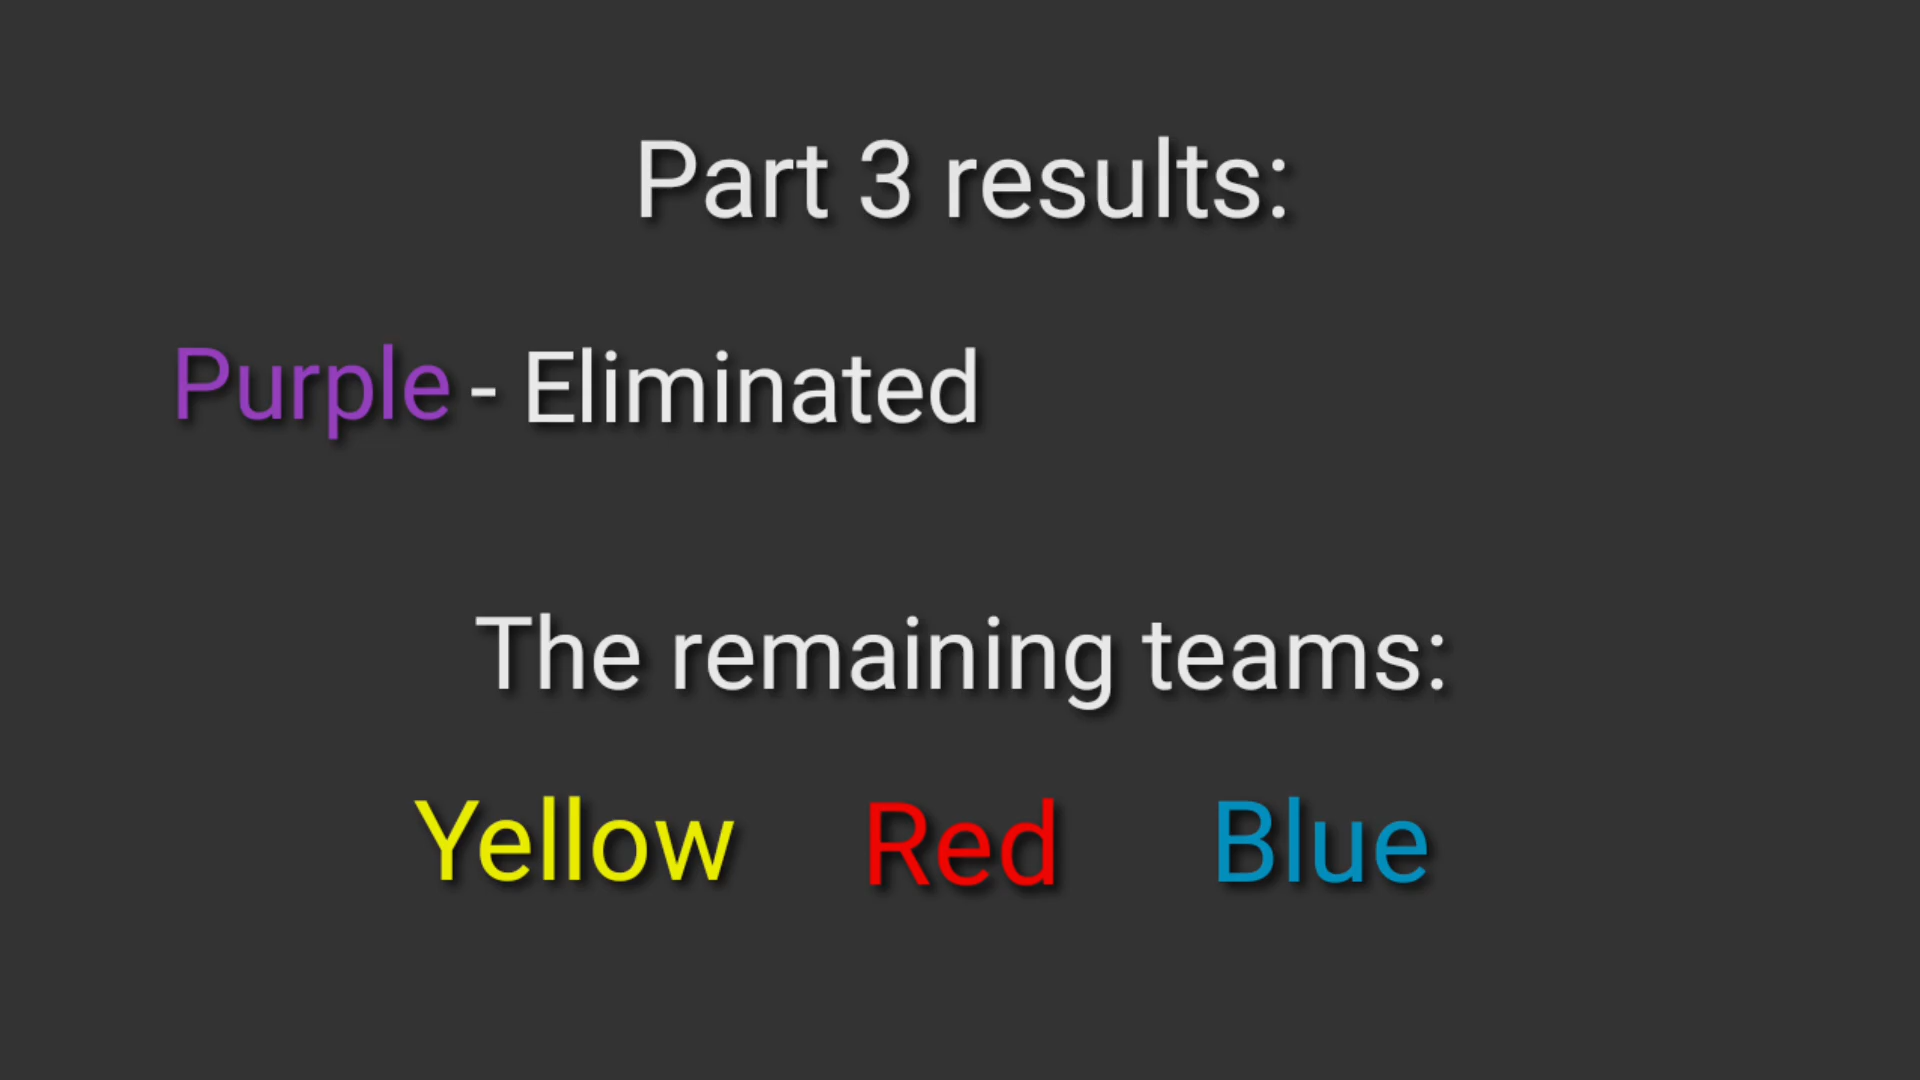 Part 3 results:
Purple - Eliminated
The remaining teams:
Yellow Red Blue